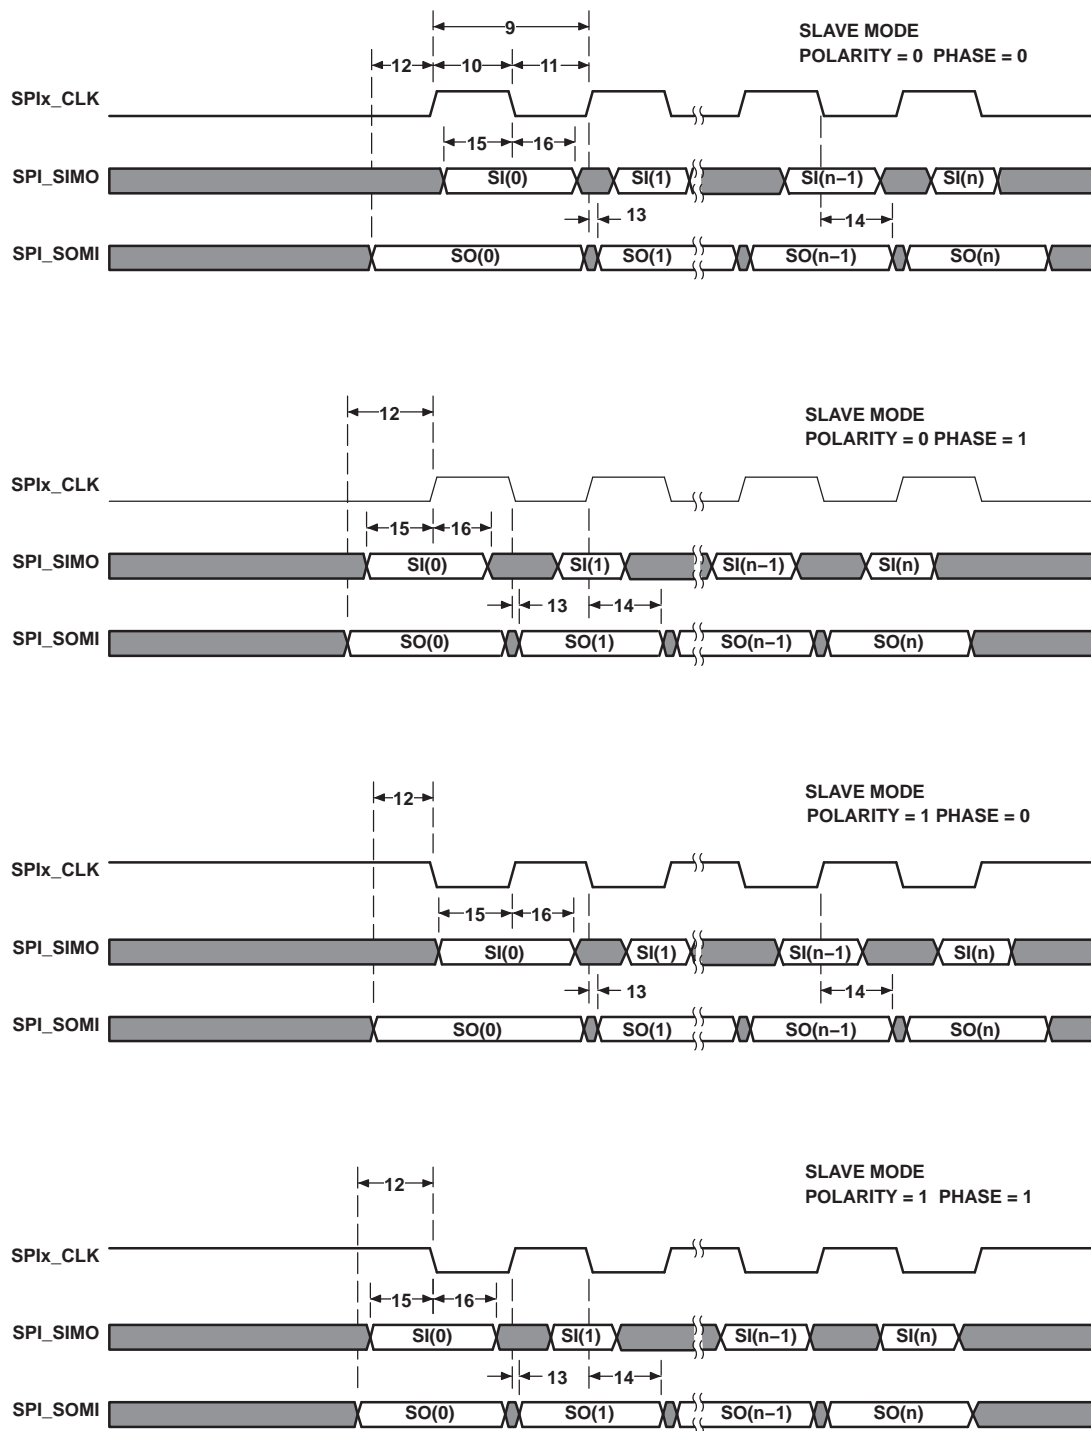 9
SLAVE MODE
POLARITY = 0 PHASE = 0
12 10 11
SPIx_CLK
15 16
SPI_SIMO SI(0) SI(1) SI(n−1) SI(n)
13 14
SPI_SOMI SO(0) SO(1) SO(n−1) SO(n)
12
SLAVE MODE
POLARITY = 0 PHASE = 1
SPIx_CLK
15 16
SPI_SIMO SI(0) SI(1) SI(n−1) SI(n)
13 14
SPI_SOMI SO(0) SO(1) SO(n−1) SO(n)
12
SLAVE MODE
POLARITY = 1 PHASE = 0
SPIx_CLK
15 16
SPI_SIMO SI(0) SI(1) SI(n−1) SI(n)
13 14
SPI_SOMI SO(0) SO(1) SO(n−1) SO(n)
12
SLAVE MODE
POLARITY = 1 PHASE = 1
SPIx_CLK
15 16
SPI_SIMO SI(0) SI(1) SI(n−1) SI(n)
13 14
SPI_SOMI SO(0) SO(1) SO(n−1) SO(n)